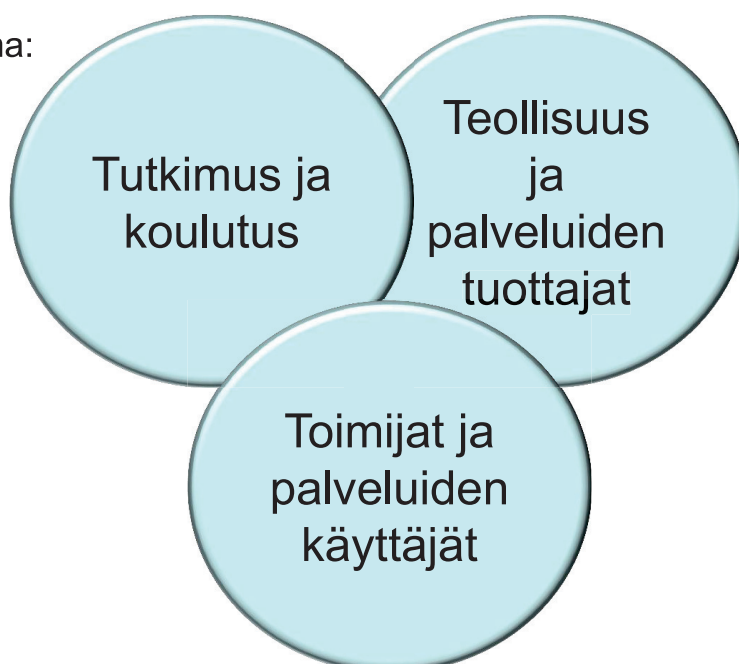 na:
Tutkimus ja
koulutus
Teollisuus
ja
palveluiden
tuottajat
Toimijat ja
palveluiden
käyttäjät